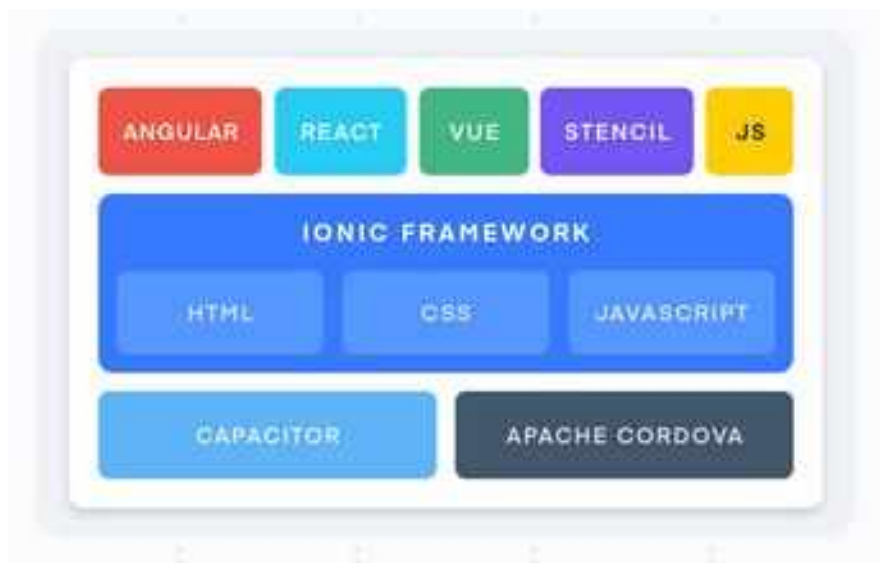 ANGULAR REACT VUE STENCIL JS
IONIC FRAMEWORK
HTML CSS JAVASCRIPT
CAPACITOR APACHE CORDOVA